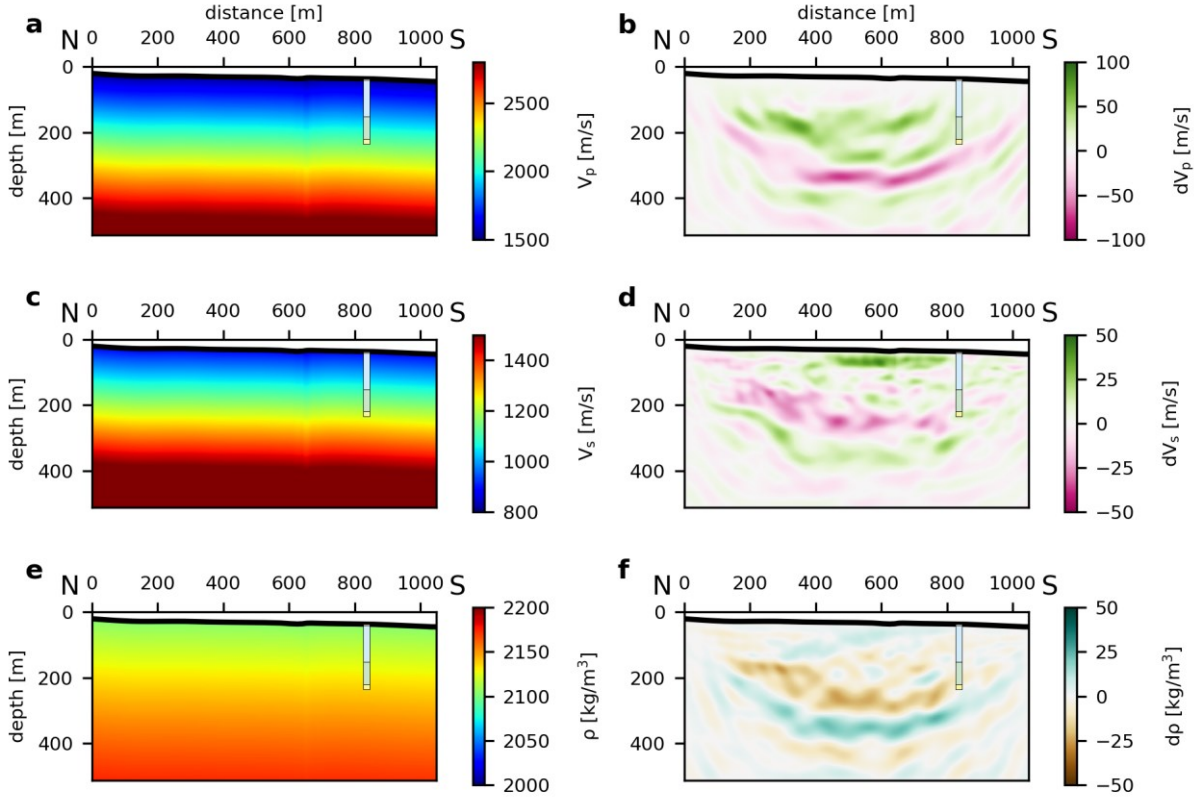 distance [m] distance [m]
a b
N 0 200 400 600 800 1000 S N 0 200 400 600 800 1000 S
0 0 100
2500 50
depth [m] 200 Vp [m/s] 200 0 dVp [m/s]
2000 −50
400 400
1500 −100
c d
N 0 200 400 600 800 1000 S N 0 200 400 600 800 1000 S
0 0 50
1400 25
depth [m] 200 1200 Vs [m/s] 200 0 dVs [m/s]
1000 −25
400 400
800 −50
e f
N 0 200 400 600 800 1000 S N 0 200 400 600 800 1000 S
0 2200 0 50
2150 25
depth [m] 200 2100 ρ [kg/m³] 200 0 dρ [kg/m³]
2050 −25
400 400
2000 −50